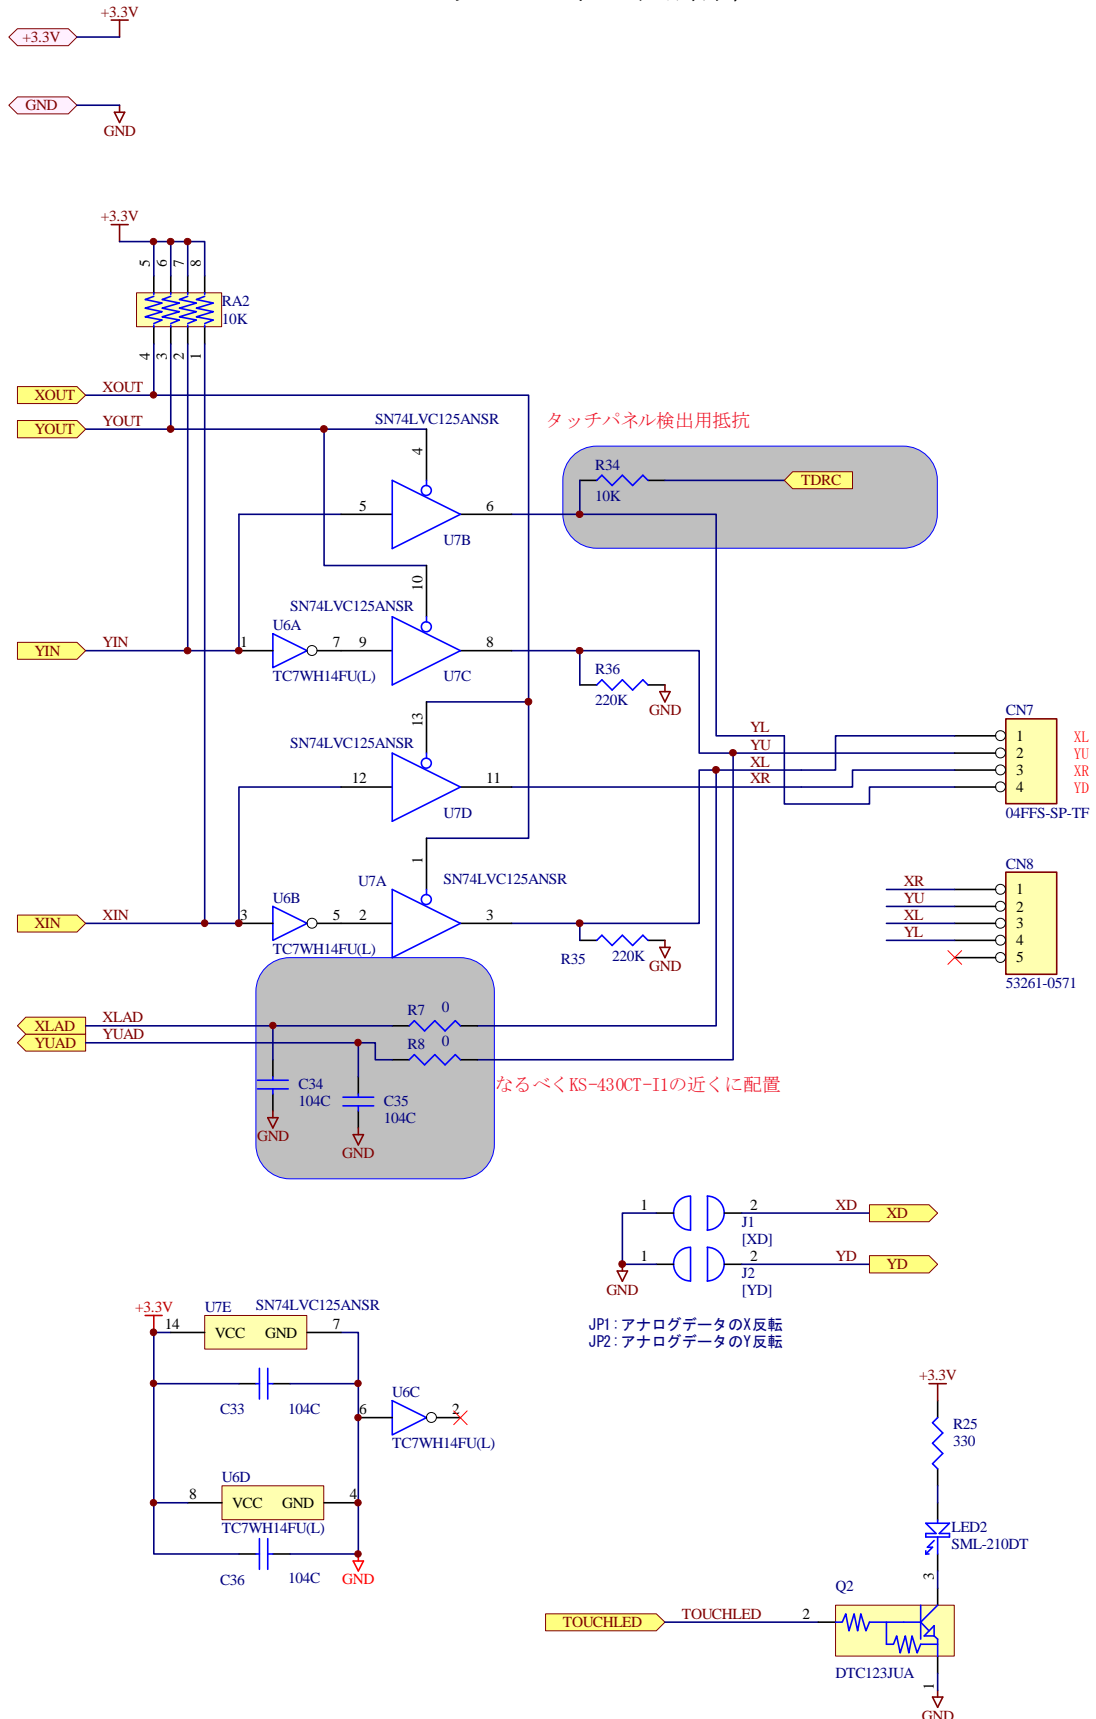 +3.3V
+3.3V
GND
GND
+3.3V
5
6
7
8
RA2
10K
4
3
2
1
XOUT
XOUT
YOUT
YOUT
SN74LVC125ANSR
タッチパネル検出用抵抗
4
R34
10K
TDRC
5
6
U7B
10
SN74LVC125ANSR
U6A
YIN
YIN
1
7
9
8
TC7WH14FU(L)
U7C
R36
220K
GND
13
SN74LVC125ANSR
12
11
U7D
YL
YU
XL
XR
CN7
1
XL
2
YU
3
XR
4
YD
04FFS-SP-TF
1
U7A
SN74LVC125ANSR
U6B
XIN
XIN
3
5
2
3
TC7WH14FU(L)
R35
220K
GND
CN8
XR
1
YU
2
XL
3
YL
4
5
53261-0571
XLAD
XLAD
R7
0
YUAD
YUAD
R8
0
C34
104C
GND
C35
104C
GND
なるべくKS-430CT-I1の近くに配置
1
2
J1
[XD]
XD
XD
1
2
J2
[YD]
YD
YD
GND
JP1:アナログデータのX反転
JP2:アナログデータのY反転
+3.3V
U7E
SN74LVC125ANSR
14
VCC
GND
7
C33
104C
U6C
6
2
TC7WH14FU(L)
U6D
8
VCC
GND
4
TC7WH14FU(L)
C36
104C
GND
+3.3V
R25
330
LED2
SML-210DT
3
Q2
TOUCHLED
TOUCHLED
2
DTC123JUA
1
GND